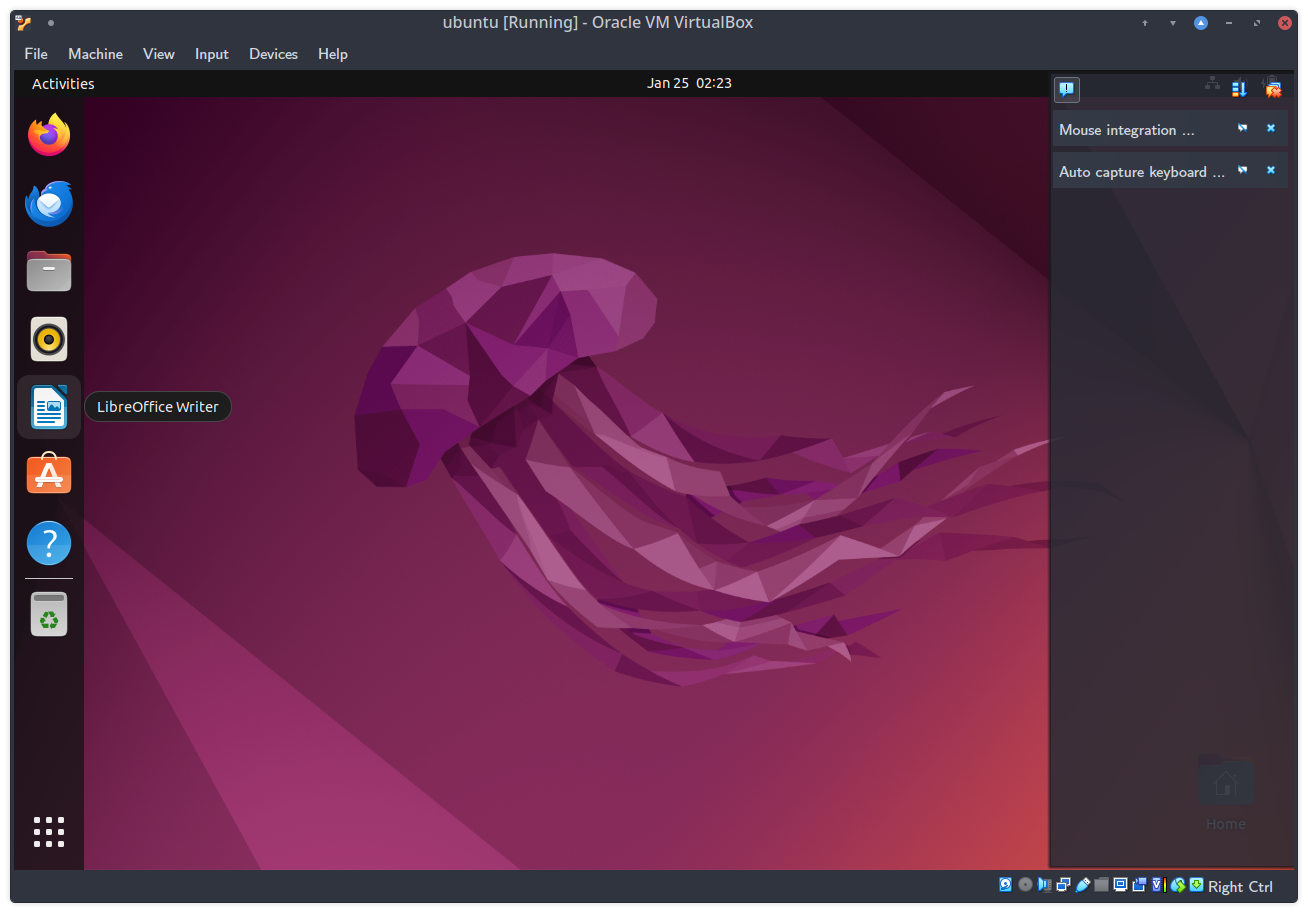 ubuntu [Running] - Oracle VM VirtualBox
File Machine View Input Devices Help
Activities
Jan 25 02:23
Mouse integration ...
Auto capture keyboard ...
LibreOffice Writer
Home
Right Ctrl